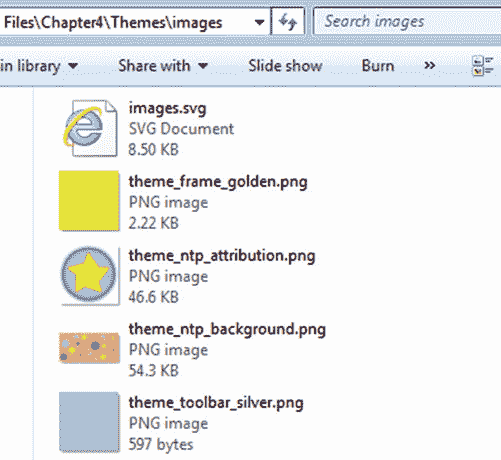 Files\Chapter4\Themes\images
Search images
in library
Share with
Slide show
Burn
»
images.svg
SVG Document
8.50 KB
theme_frame_golden.png
PNG image
2.22 KB
theme_ntp_attribution.png
PNG image
46.6 KB
theme_ntp_background.png
PNG image
54.3 KB
theme_toolbar_silver.png
PNG image
597 bytes